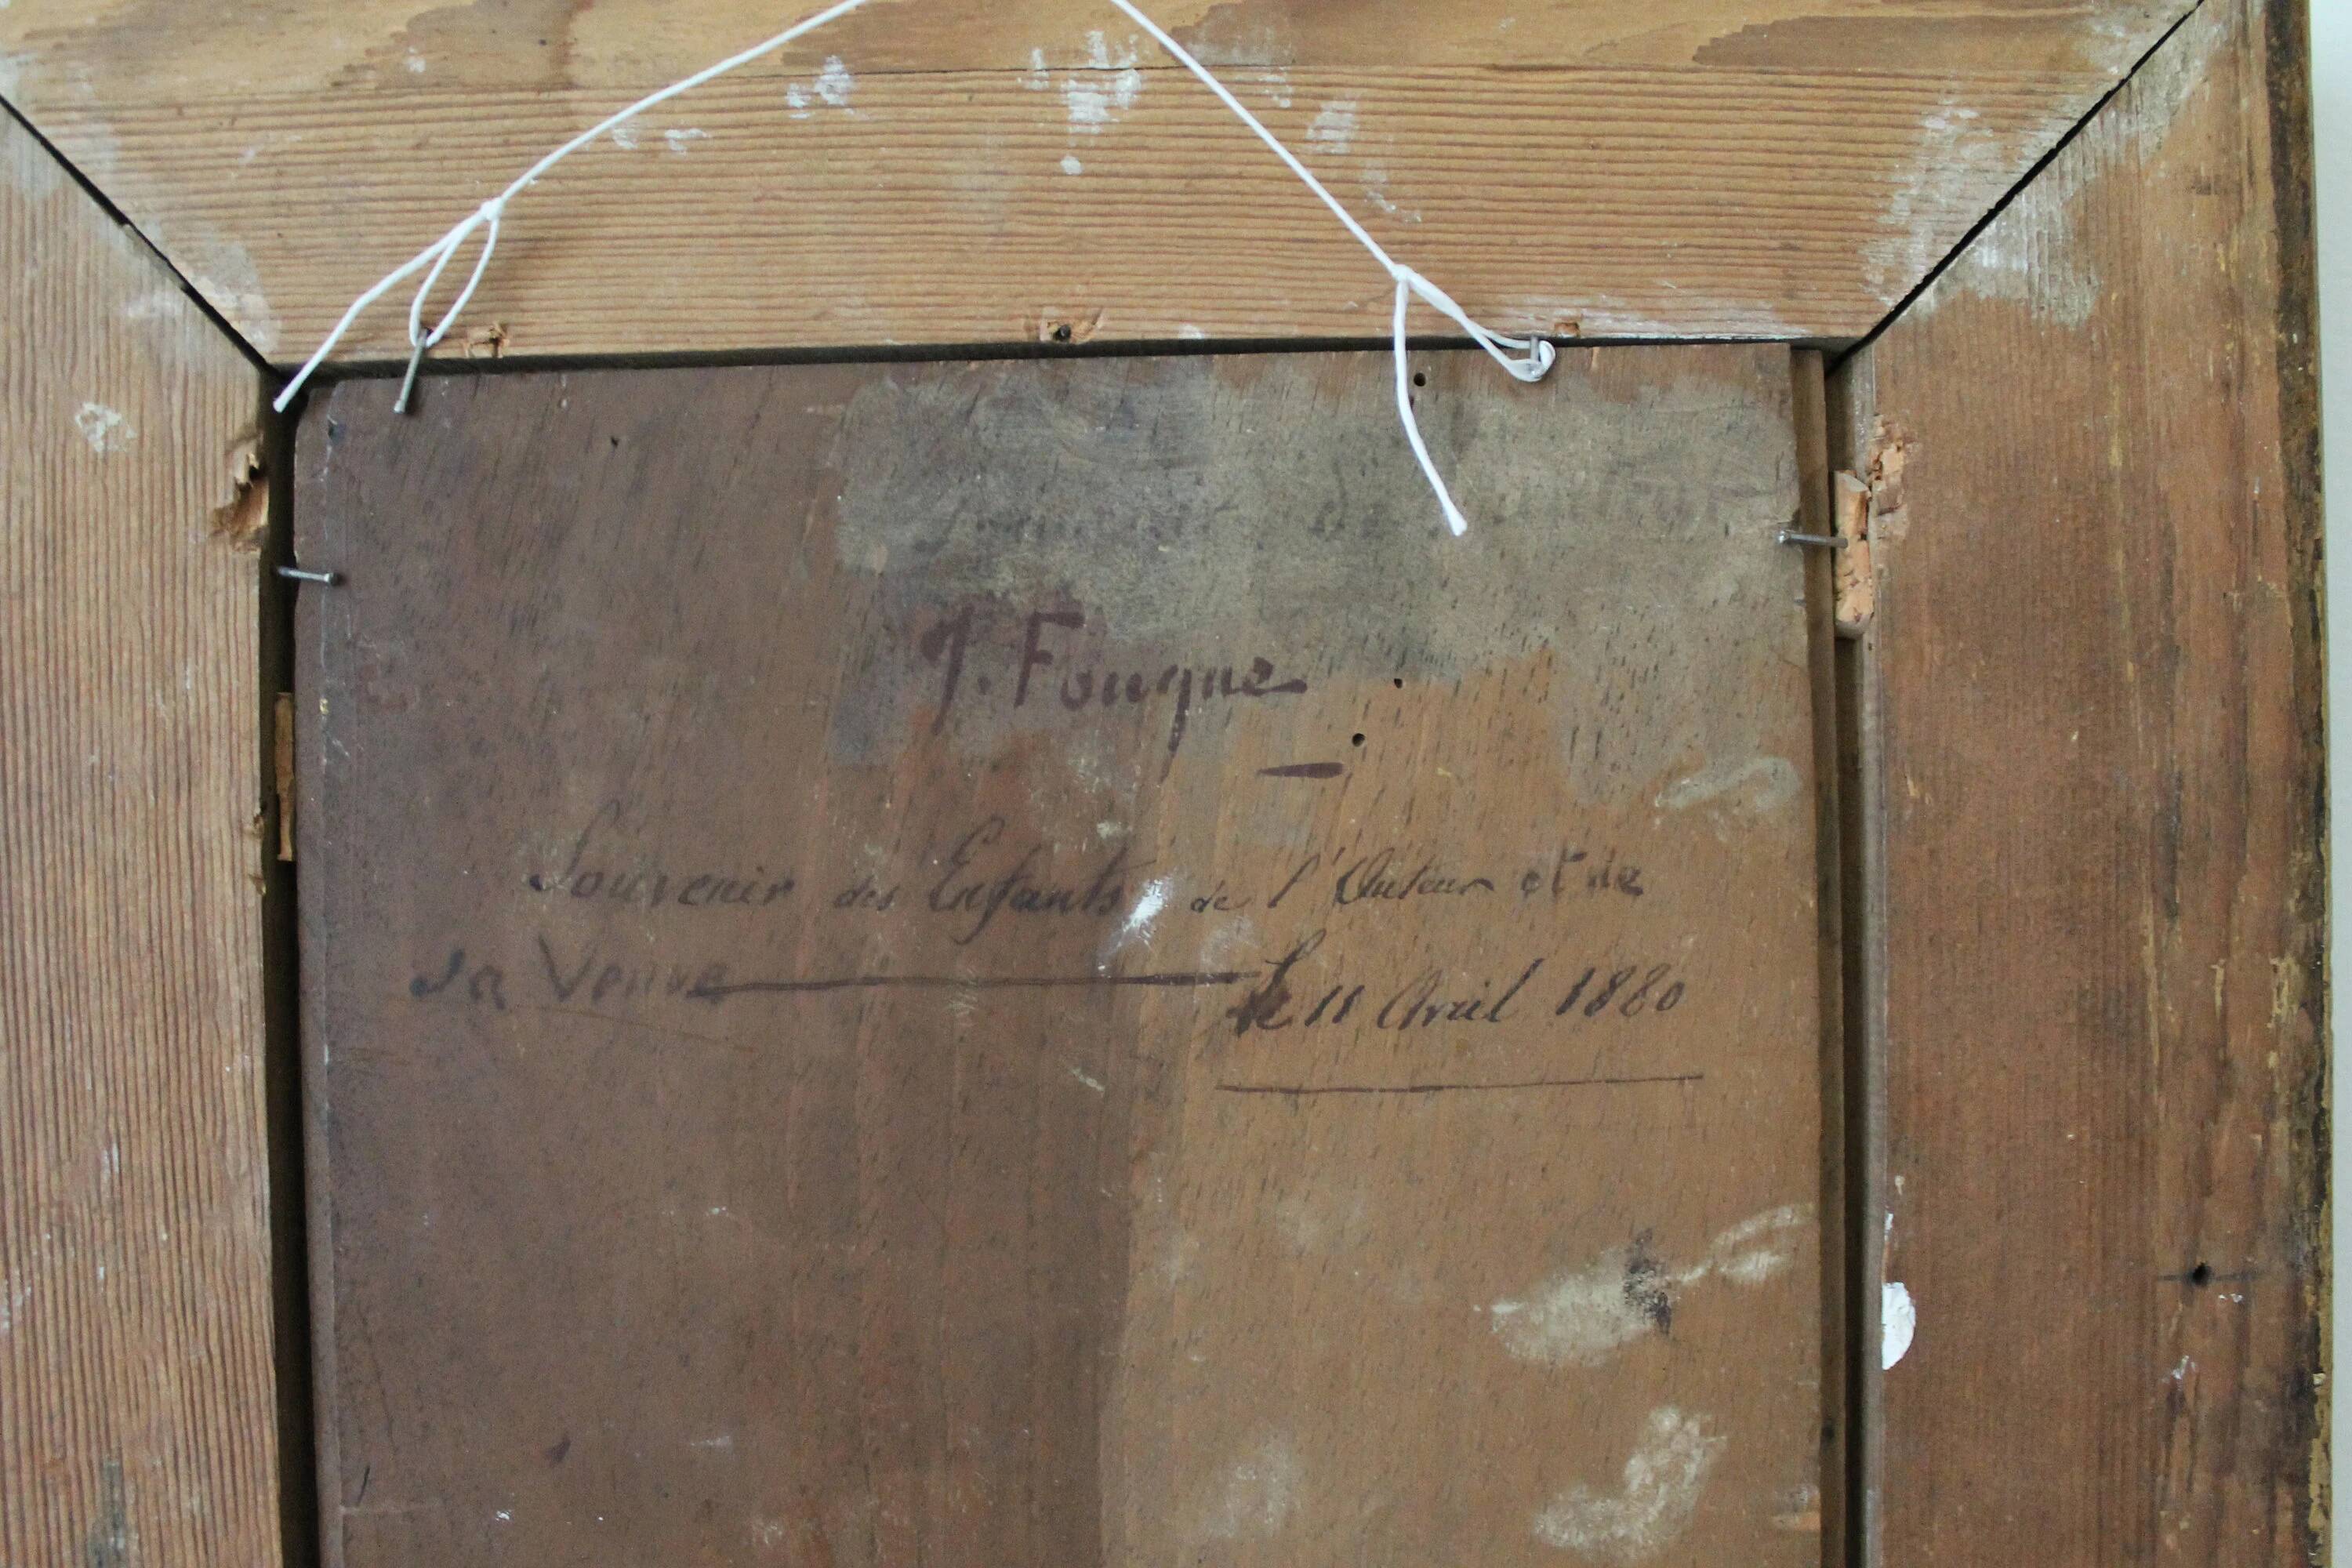 J. Fouque
Souvenir des Enfants de l'Auteur et de
sa Veuve
Le 11 Avril 1880